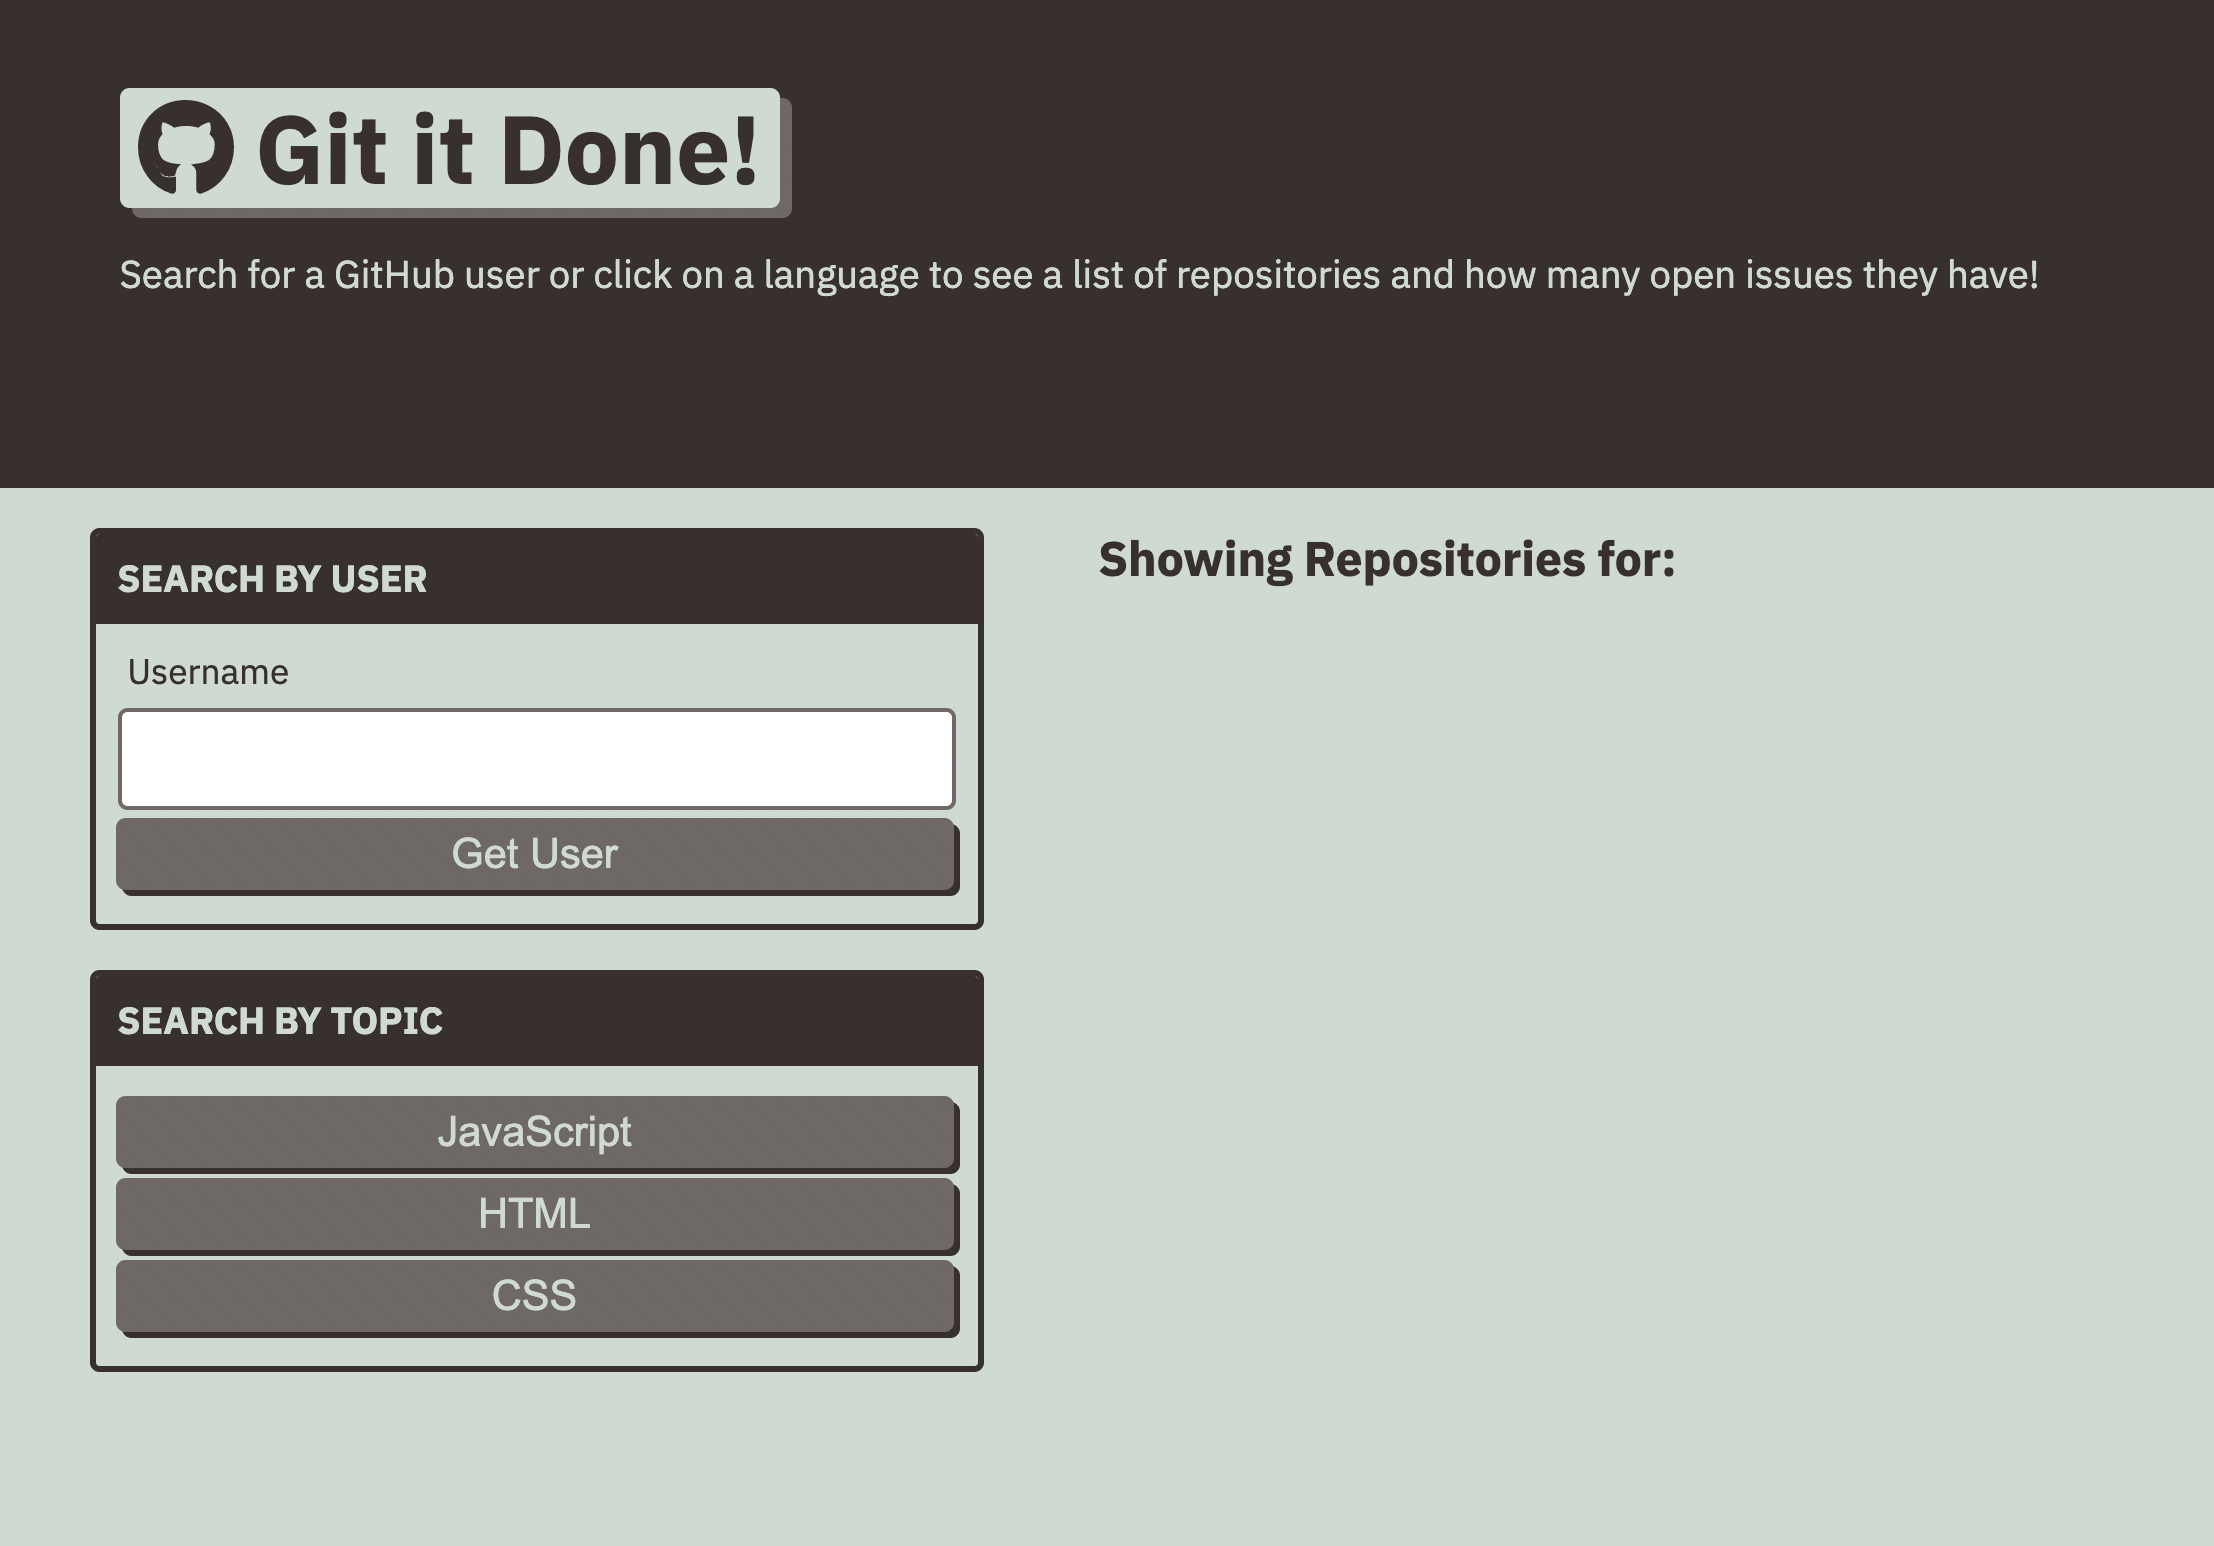 Git it Done!
Search for a GitHub user or click on a language to see a list of repositories and how many open issues they have!
SEARCH BY USER
Username
Get User
SEARCH BY TOPIC
JavaScript
HTML
CSS
Showing Repositories for: